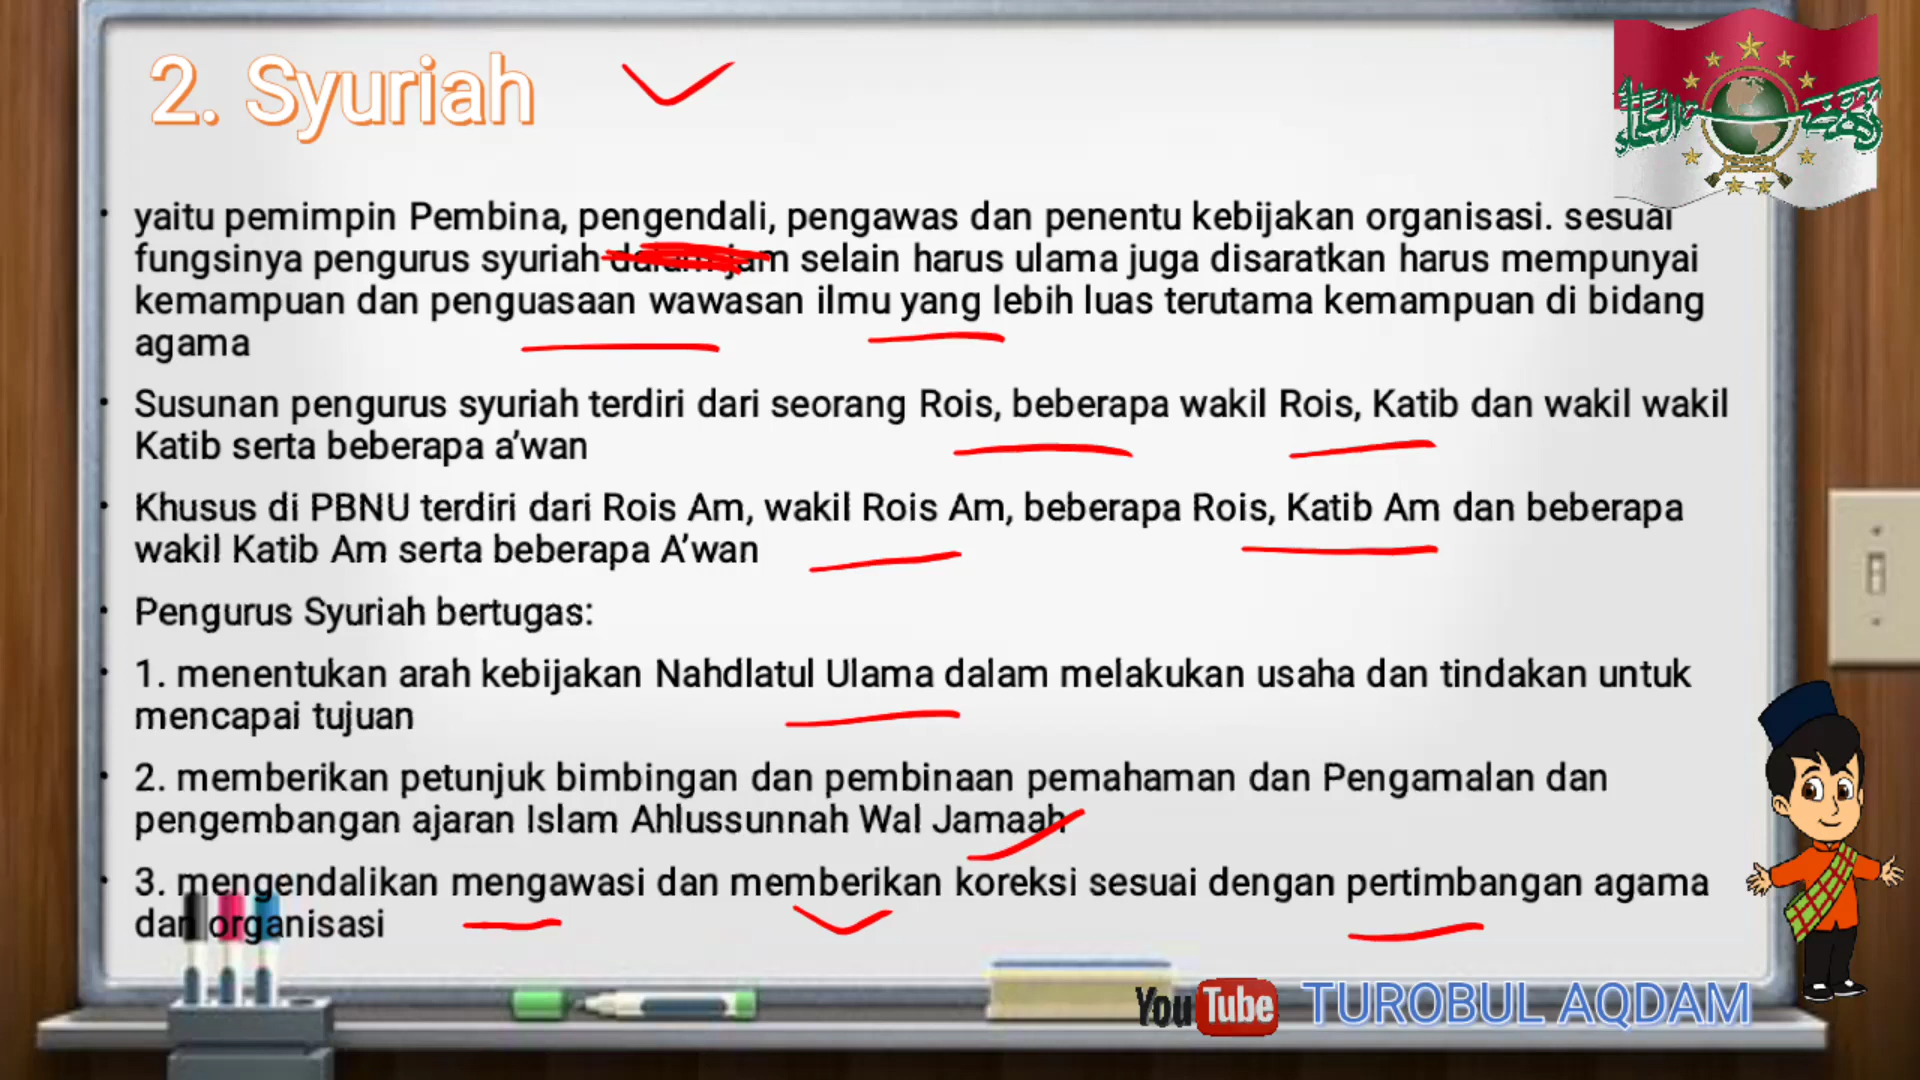 2. Syuriah
• yaitu pemimpin Pembina, pengendali, pengawas dan penentu kebijakan organisasi. sesuai
fungsinya pengurus syuriah selain harus ulama juga disaratkan harus mempunyai
kemampuan dan penguasaan wawasan ilmu yang lebih luas terutama kemampuan di bidang
agama
• Susunan pengurus syuriah terdiri dari seorang Rois, beberapa wakil Rois, Katib dan wakil wakil
Katib serta beberapa a’wan
• Khusus di PBNU terdiri dari Rois Am, wakil Rois Am, beberapa Rois, Katib Am dan beberapa
wakil Katib Am serta beberapa A’wan
• Pengurus Syuriah bertugas:
• 1. menentukan arah kebijakan Nahdlatul Ulama dalam melakukan usaha dan tindakan untuk
mencapai tujuan
• 2. memberikan petunjuk bimbingan dan pembinaan pemahaman dan Pengamalan dan
pengembangan ajaran Islam Ahlussunnah Wal Jamaah
• 3. mengendalikan mengawasi dan memberikan koreksi sesuai dengan pertimbangan agama
dan organisasi
YouTube TUROBUL AQDAM